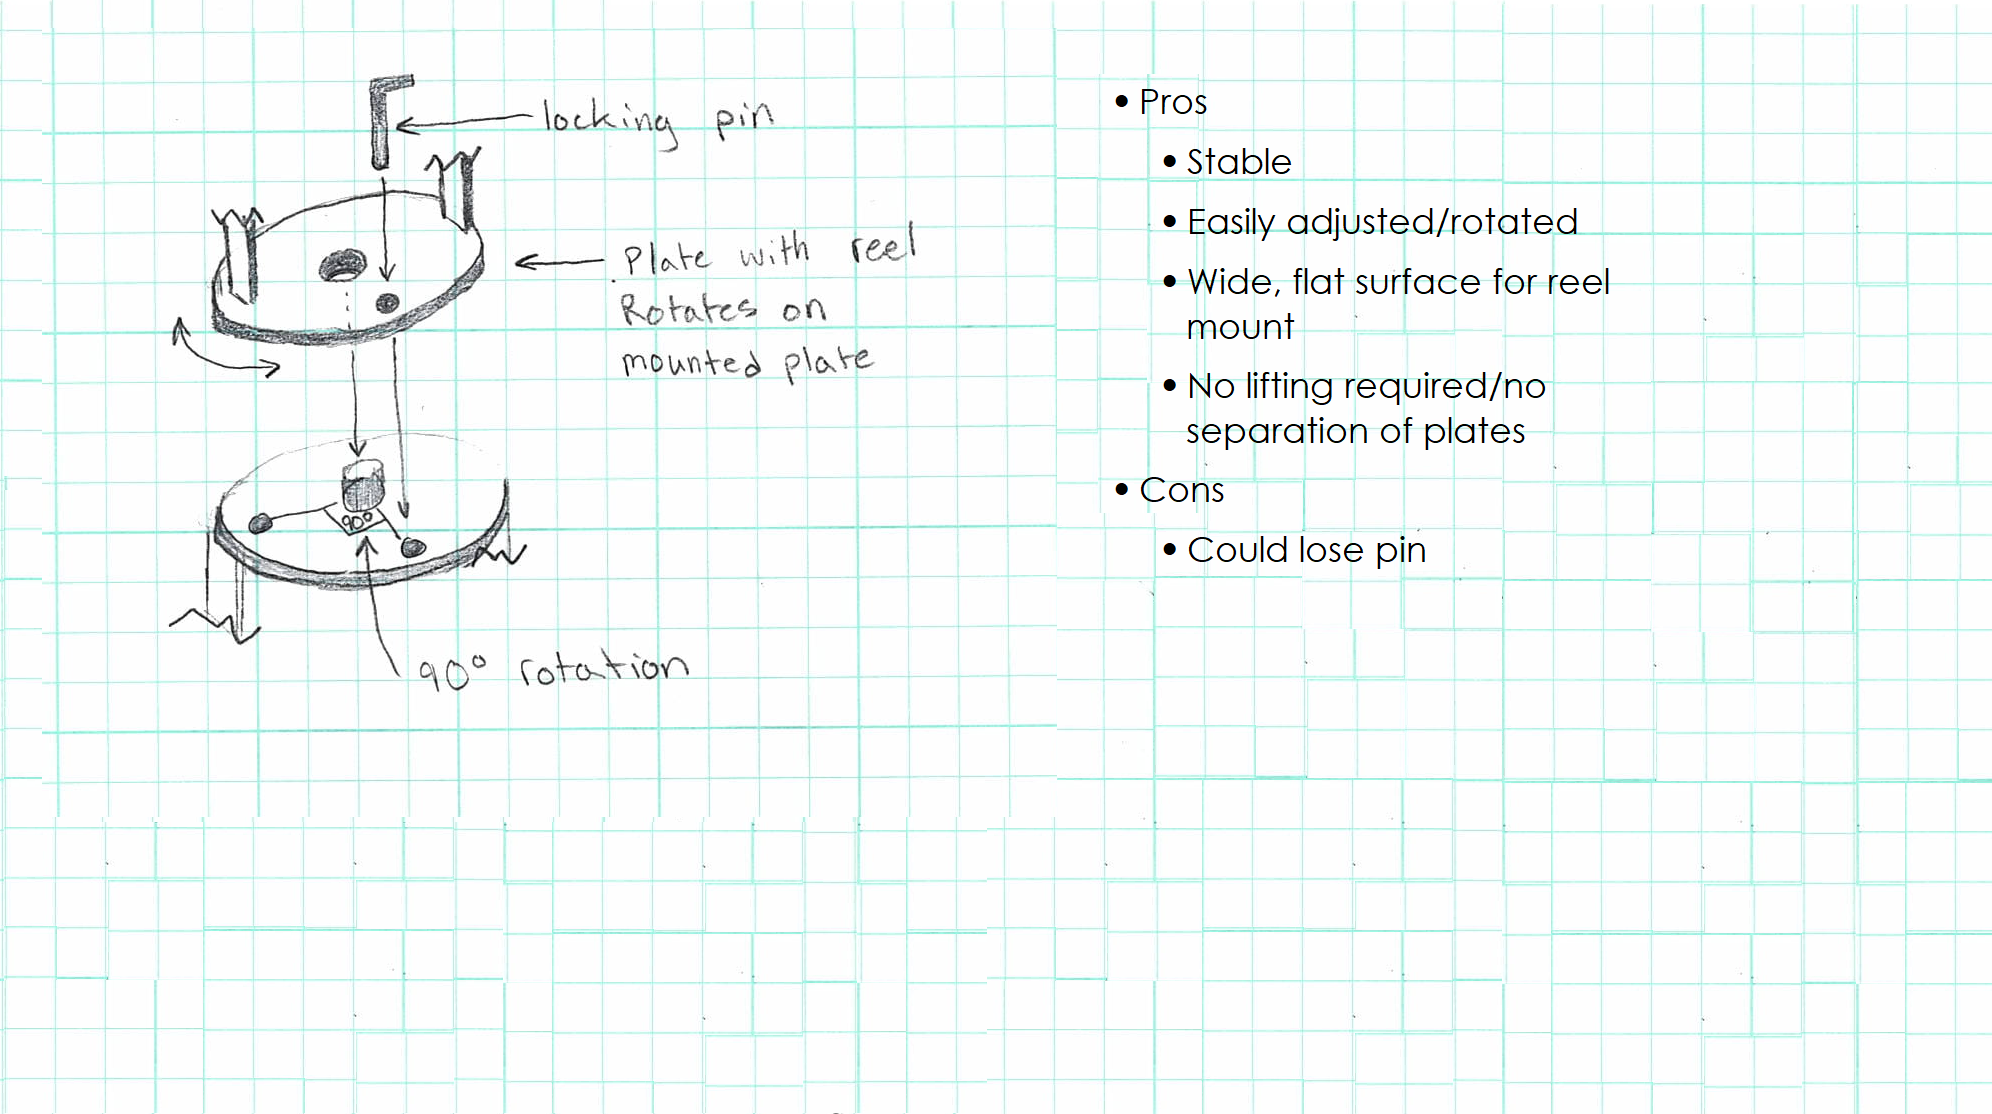 locking pin
Plate with reel
Rotates on
mounted plate
90°
90° rotation
• Pros
• Stable
• Easily adjusted/rotated
• Wide, flat surface for reel
mount
• No lifting required/no
separation of plates
• Cons
• Could lose pin